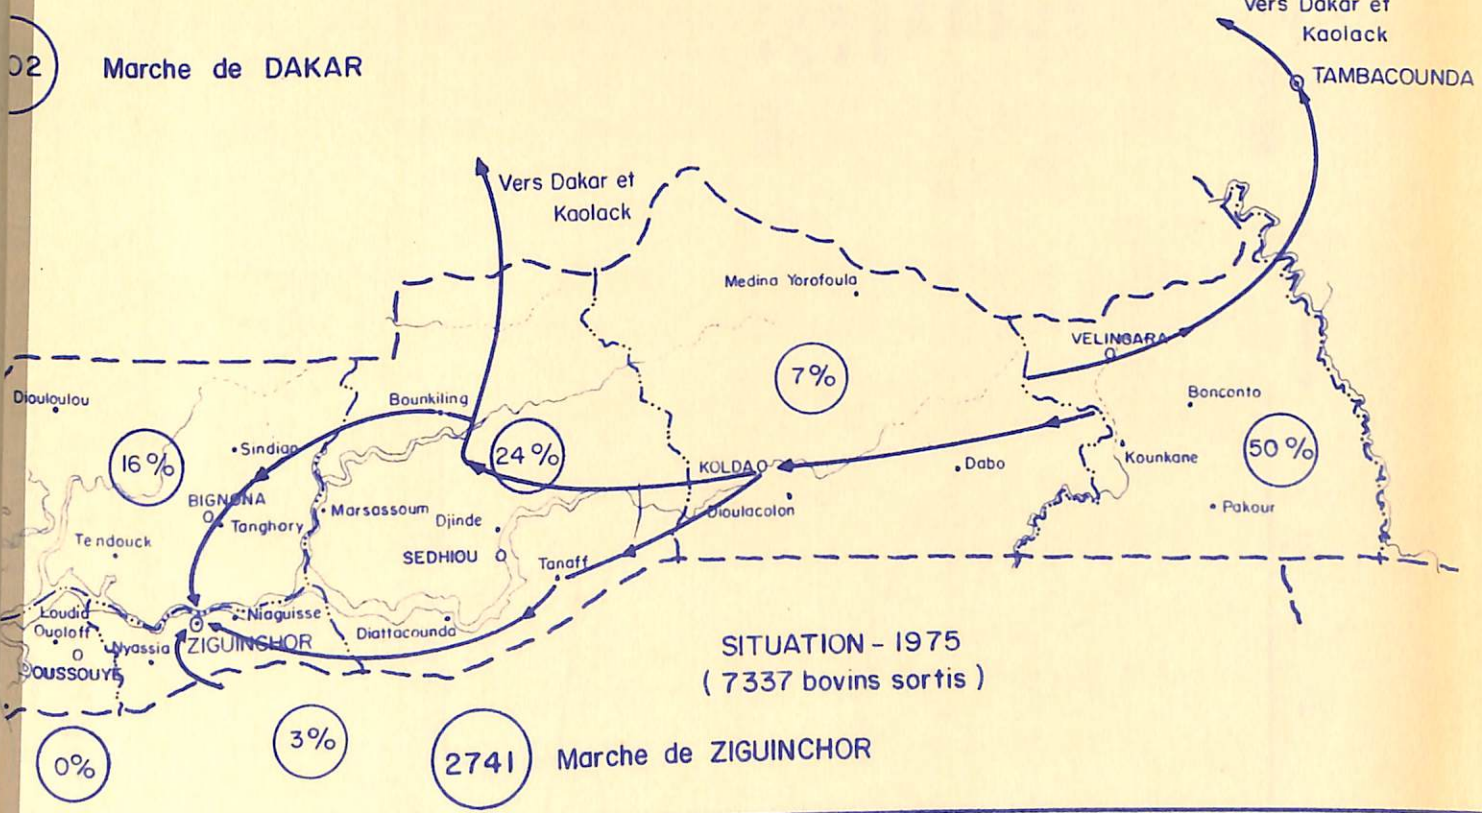 Vers Dakar et
Kaolack
TAMBACOUNDA
02
Marche de DAKAR
Vers Dakar et
Kaolack
Medina Yorofoula
VELINGARA
7%
Diouloulou
Bounkiling
Bonconto
16%
Sindian
24%
KOLDA
Dabo
Kounkane
50%
BIGNONA
Tanghory
Marsassoum
Djinde
Dioulacolon
Pakour
Tendouck
SEDHIOU
Tanaff
Loudia
Ouoloff
Niaguisse
Nyassia
ZIGUINCHOR
Diattacounda
OUSSOUYE
SITUATION - 1975
( 7337 bovins sortis )
3%
0%
2741
Marche de ZIGUINCHOR